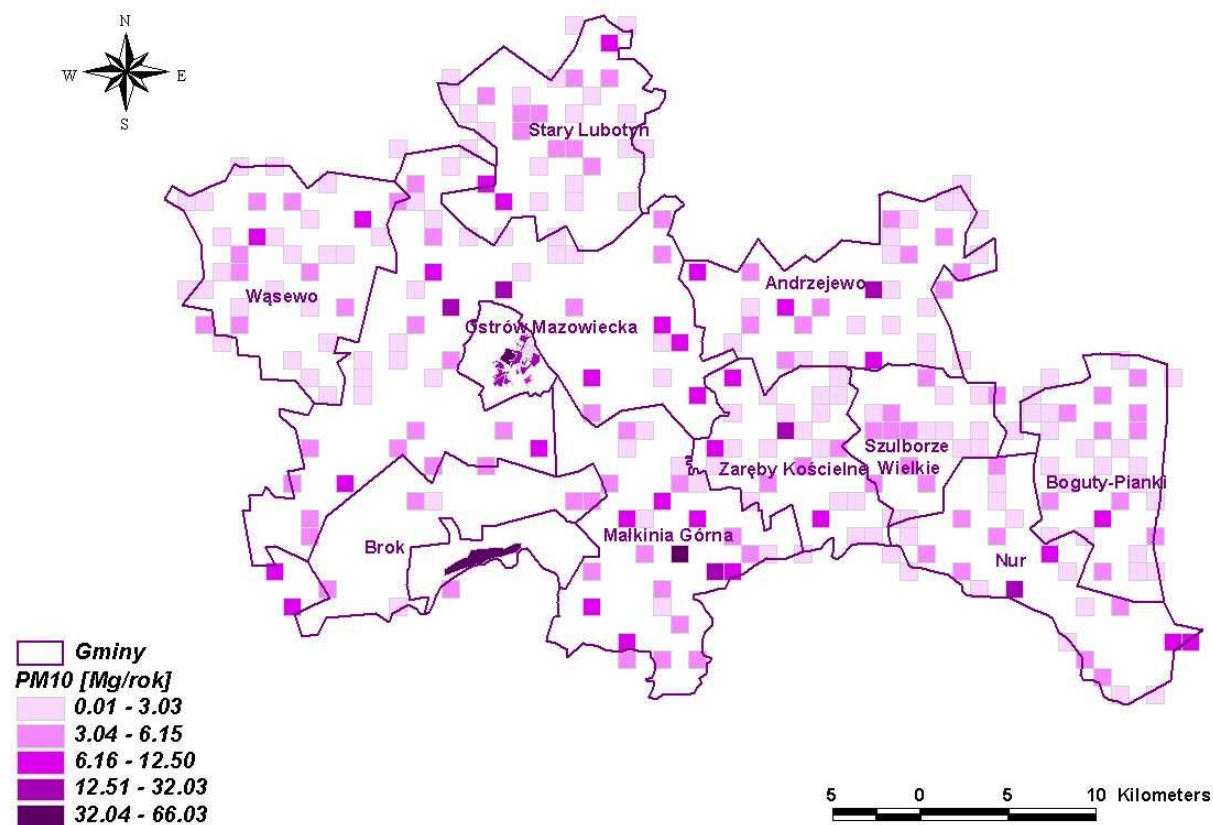 N
W E
S
Stary Lubotyń
Andrzejewo
Wąsewo
Ostrów Mazowiecka
Szulborze
Wielkie
Zaręby Kościelne
Boguty-Pianki
Małkinia Górna
Brok
Nur
Gminy
PM10 [Mg/rok]
0.01 - 3.03
3.04 - 6.15
6.16 - 12.50
12.51 - 32.03
32.04 - 66.03
5 0 5 10 Kilometers